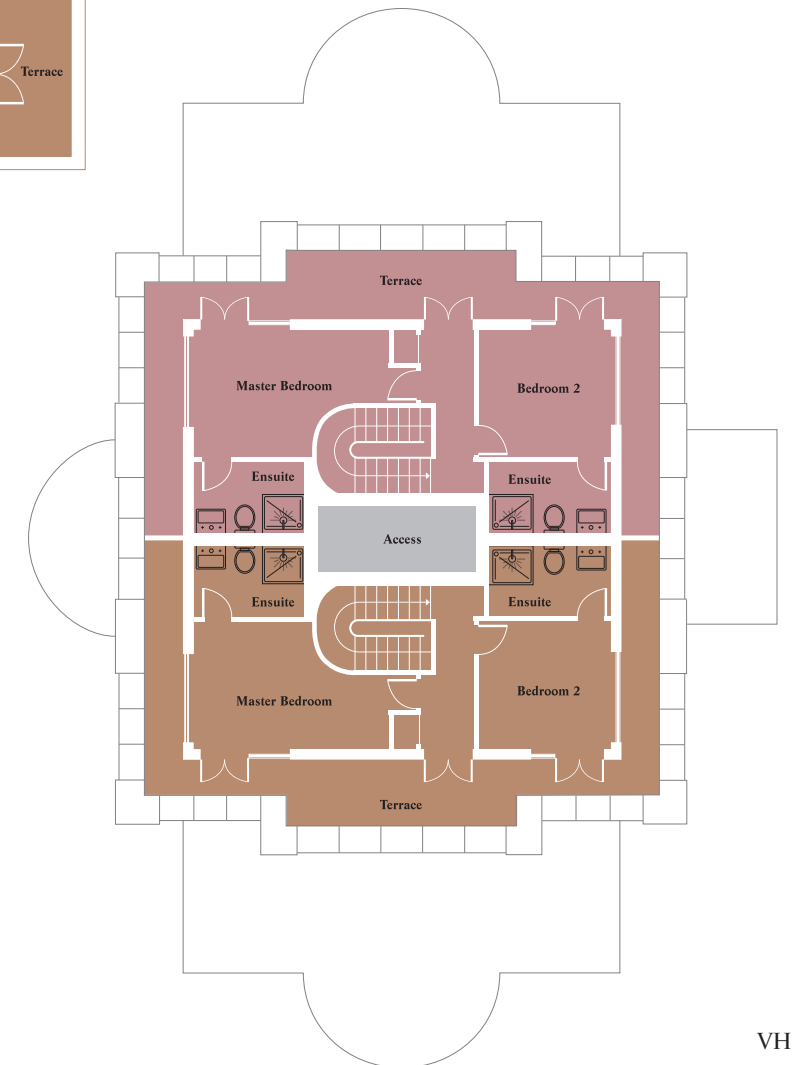 Terrace
Terrace
Master Bedroom
Bedroom 2
Ensuite
Ensuite
Access
Ensuite
Ensuite
Master Bedroom
Bedroom 2
Terrace
VH